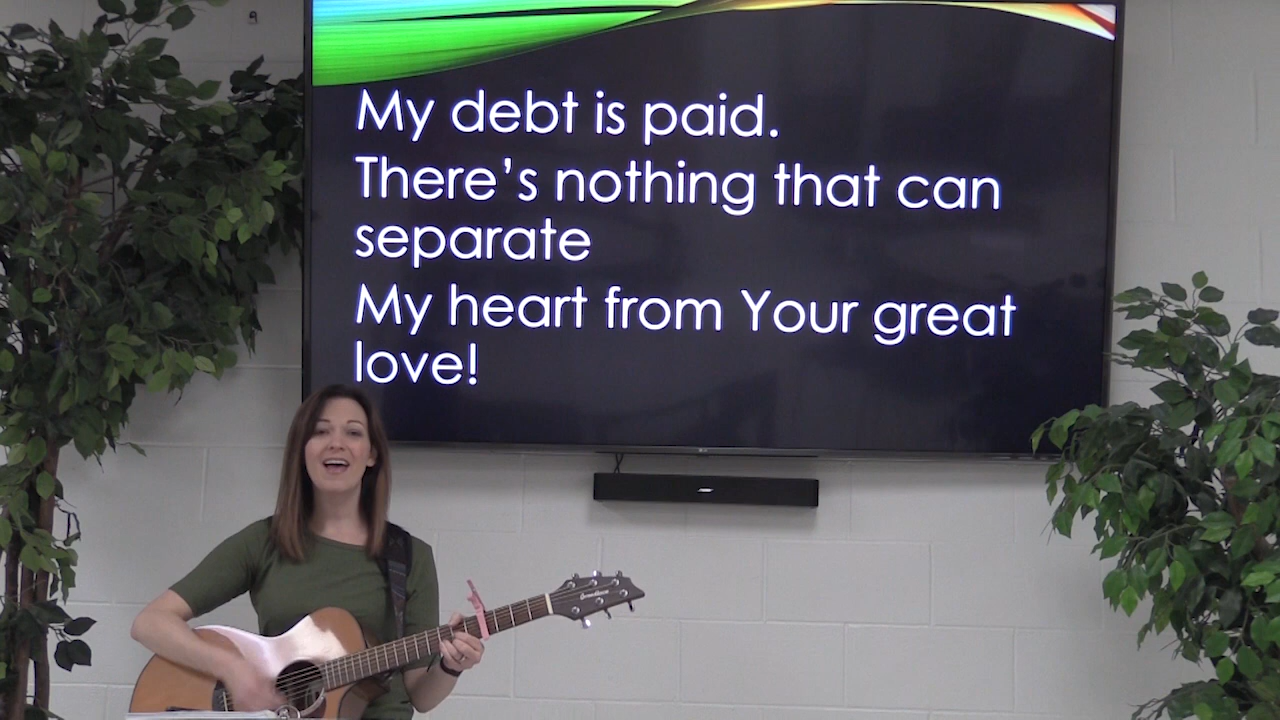 My debt is paid.
There's nothing that can
separate
My heart from Your great
love!